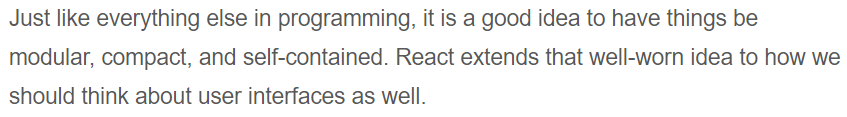 Just like everything else in programming, it is a good idea to have things be
modular, compact, and self-contained. React extends that well-worn idea to how we
should think about user interfaces as well.